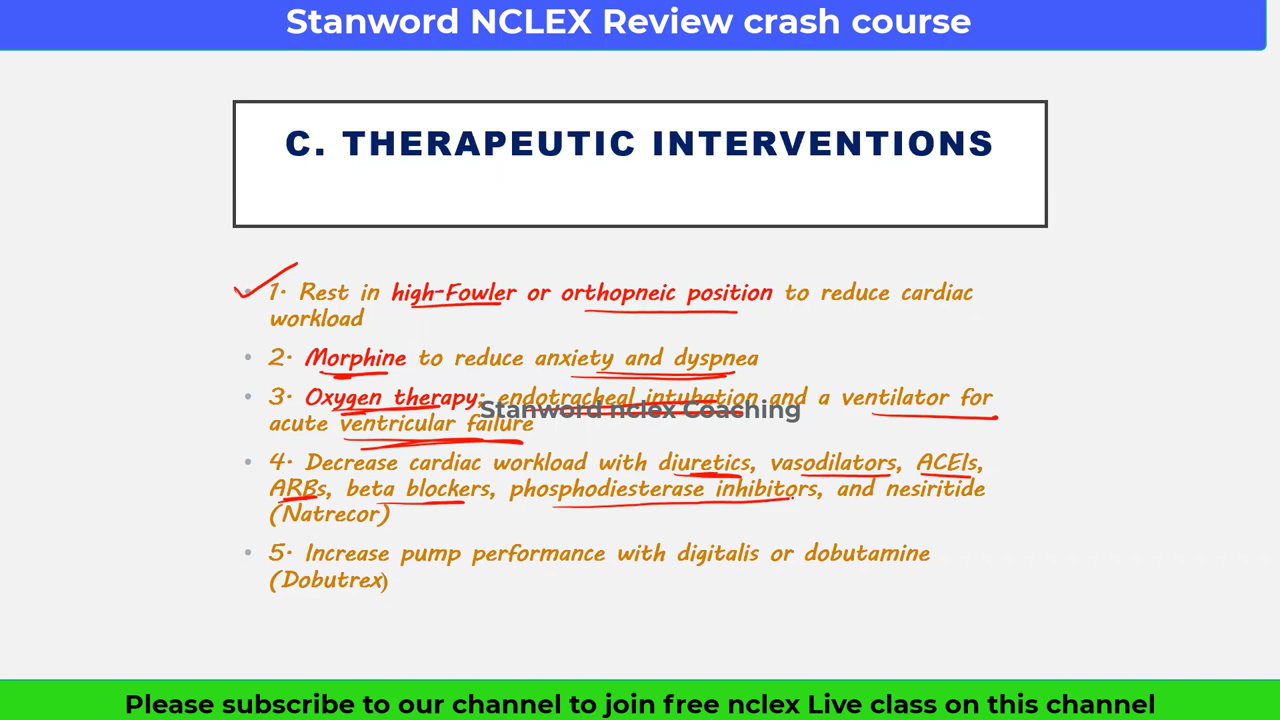 Stanword NCLEX Review crash course
C. THERAPEUTIC INTERVENTIONS
• 1. Rest in high-Fowler or orthopneic position to reduce cardiac
workload
• 2. Morphine to reduce anxiety and dyspnea
• 3. Oxygen therapy; endotracheal intubation and a ventilator for
Stanword nclex Coaching
acute ventricular failure
• 4. Decrease cardiac workload with diuretics, vasodilators, ACEIs,
ARBs, beta blockers, phosphodiesterase inhibitors, and nesiritide
(Natrecor)
• 5. Increase pump performance with digitalis or dobutamine
(Dobutrex)
Please subscribe to our channel to join free nclex Live class on this channel